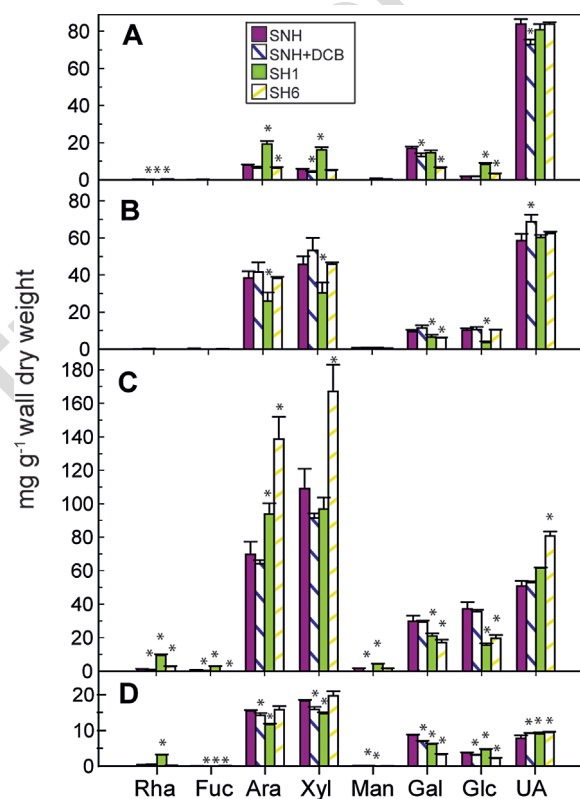 A
SNH
SNH+DCB
SH1
SH6
80
60
40
20
0
* * *
* *
* *
* *
* *
*
B
80
60
40
20
0
*
*
* *
*
*
C
180
160
140
120
100
80
60
40
20
0
* * *
* * *
* *
*
* *
* *
* *
*
D
20
10
0
*
* * *
* *
* *
* *
* * *
* * *
* * *
Rha Fuc Ara Xyl Man Gal Glc UA
mg g⁻¹ wall dry weight